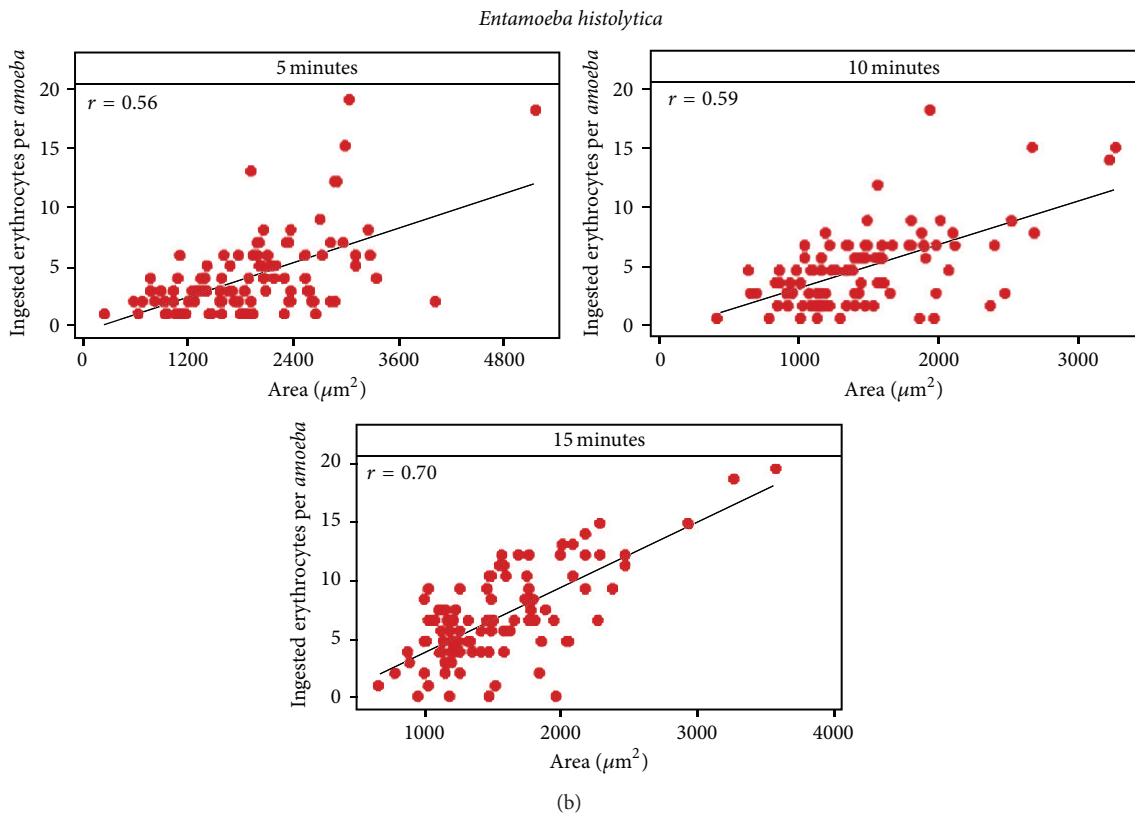 Entamoeba histolytica
5 minutes
r = 0.56
Ingested erythrocytes per amoeba
20
15
10
5
0
0 1200 2400 3600 4800
Area (μm²)
10 minutes
r = 0.59
Ingested erythrocytes per amoeba
20
15
10
5
0
0 1000 2000 3000
Area (μm²)
15 minutes
r = 0.70
Ingested erythrocytes per amoeba
20
15
10
5
0
1000 2000 3000 4000
Area (μm²)
(b)